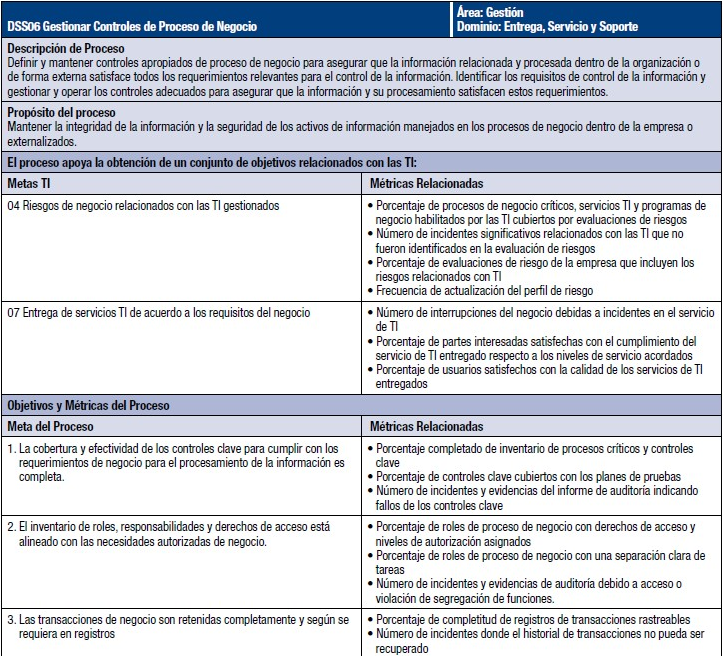 DSS06 Gestionar Controles de Proceso de Negocio
Área: Gestión
Dominio: Entrega, Servicio y Soporte
Descripción de Proceso
Definir y mantener controles apropiados de proceso de negocio para asegurar que la información relacionada y procesada dentro de la organización o
de forma externa satisface todos los requerimientos relevantes para el control de la información. Identificar los requisitos de control de la información y
gestionar y operar los controles adecuados para asegurar que la información y su procesamiento satisfacen estos requerimientos.
Propósito del proceso
Mantener la integridad de la información y la seguridad de los activos de información manejados en los procesos de negocio dentro de la empresa o
externalizados.
El proceso apoya la obtención de un conjunto de objetivos relacionados con las TI:
Metas TI
Métricas Relacionadas
04 Riesgos de negocio relacionados con las TI gestionados
• Porcentaje de procesos de negocio críticos, servicios TI y programas de
negocio habilitados por las TI cubiertos por evaluaciones de riesgos
• Número de incidentes significativos relacionados con las TI que no
fueron identificados en la evaluación de riesgos
• Porcentaje de evaluaciones de riesgo de la empresa que incluyen los
riesgos relacionados con TI
• Frecuencia de actualización del perfil de riesgo
07 Entrega de servicios TI de acuerdo a los requisitos del negocio
• Número de interrupciones del negocio debidas a incidentes en el servicio
de TI
• Porcentaje de partes interesadas satisfechas con el cumplimiento del
servicio de TI entregado respecto a los niveles de servicio acordados
• Porcentaje de usuarios satisfechos con la calidad de los servicios de TI
entregados
Objetivos y Métricas del Proceso
Meta del Proceso
Métricas Relacionadas
1. La cobertura y efectividad de los controles clave para cumplir con los
requerimientos de negocio para el procesamiento de la información es
completa.
• Porcentaje completado de inventario de procesos críticos y controles
clave
• Porcentaje de controles clave cubiertos con los planes de pruebas
• Número de incidentes y evidencias del informe de auditoría indicando
fallos de los controles clave
2. El inventario de roles, responsabilidades y derechos de acceso está
alineado con las necesidades autorizadas de negocio.
• Porcentaje de roles de proceso de negocio con derechos de acceso y
niveles de autorización asignados
• Porcentaje de roles de proceso de negocio con una separación clara de
tareas
• Número de incidentes y evidencias de auditoría debido a acceso o
violación de segregación de funciones.
3. Las transacciones de negocio son retenidas completamente y según se
requiera en registros
• Porcentaje de completitud de registros de transacciones rastreables
• Número de incidentes donde el historial de transacciones no pueda ser
recuperado